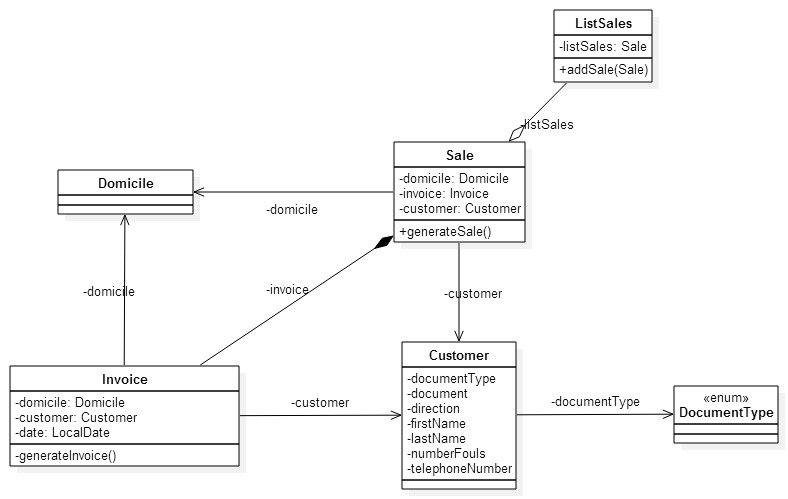 ListSales
-listSales: Sale
+addSale(Sale)
-listSales
Sale
-domicile: Domicile
-invoice: Invoice
-customer: Customer
+generateSale()
Domicile
-domicile
-domicile
-invoice
-customer
Invoice
-domicile: Domicile
-customer: Customer
-date: LocalDate
-generateInvoice()
-customer
Customer
-documentType
-document
-direction
-firstName
-lastName
-numberFouls
-telephoneNumber
-documentType
«enum»
DocumentType